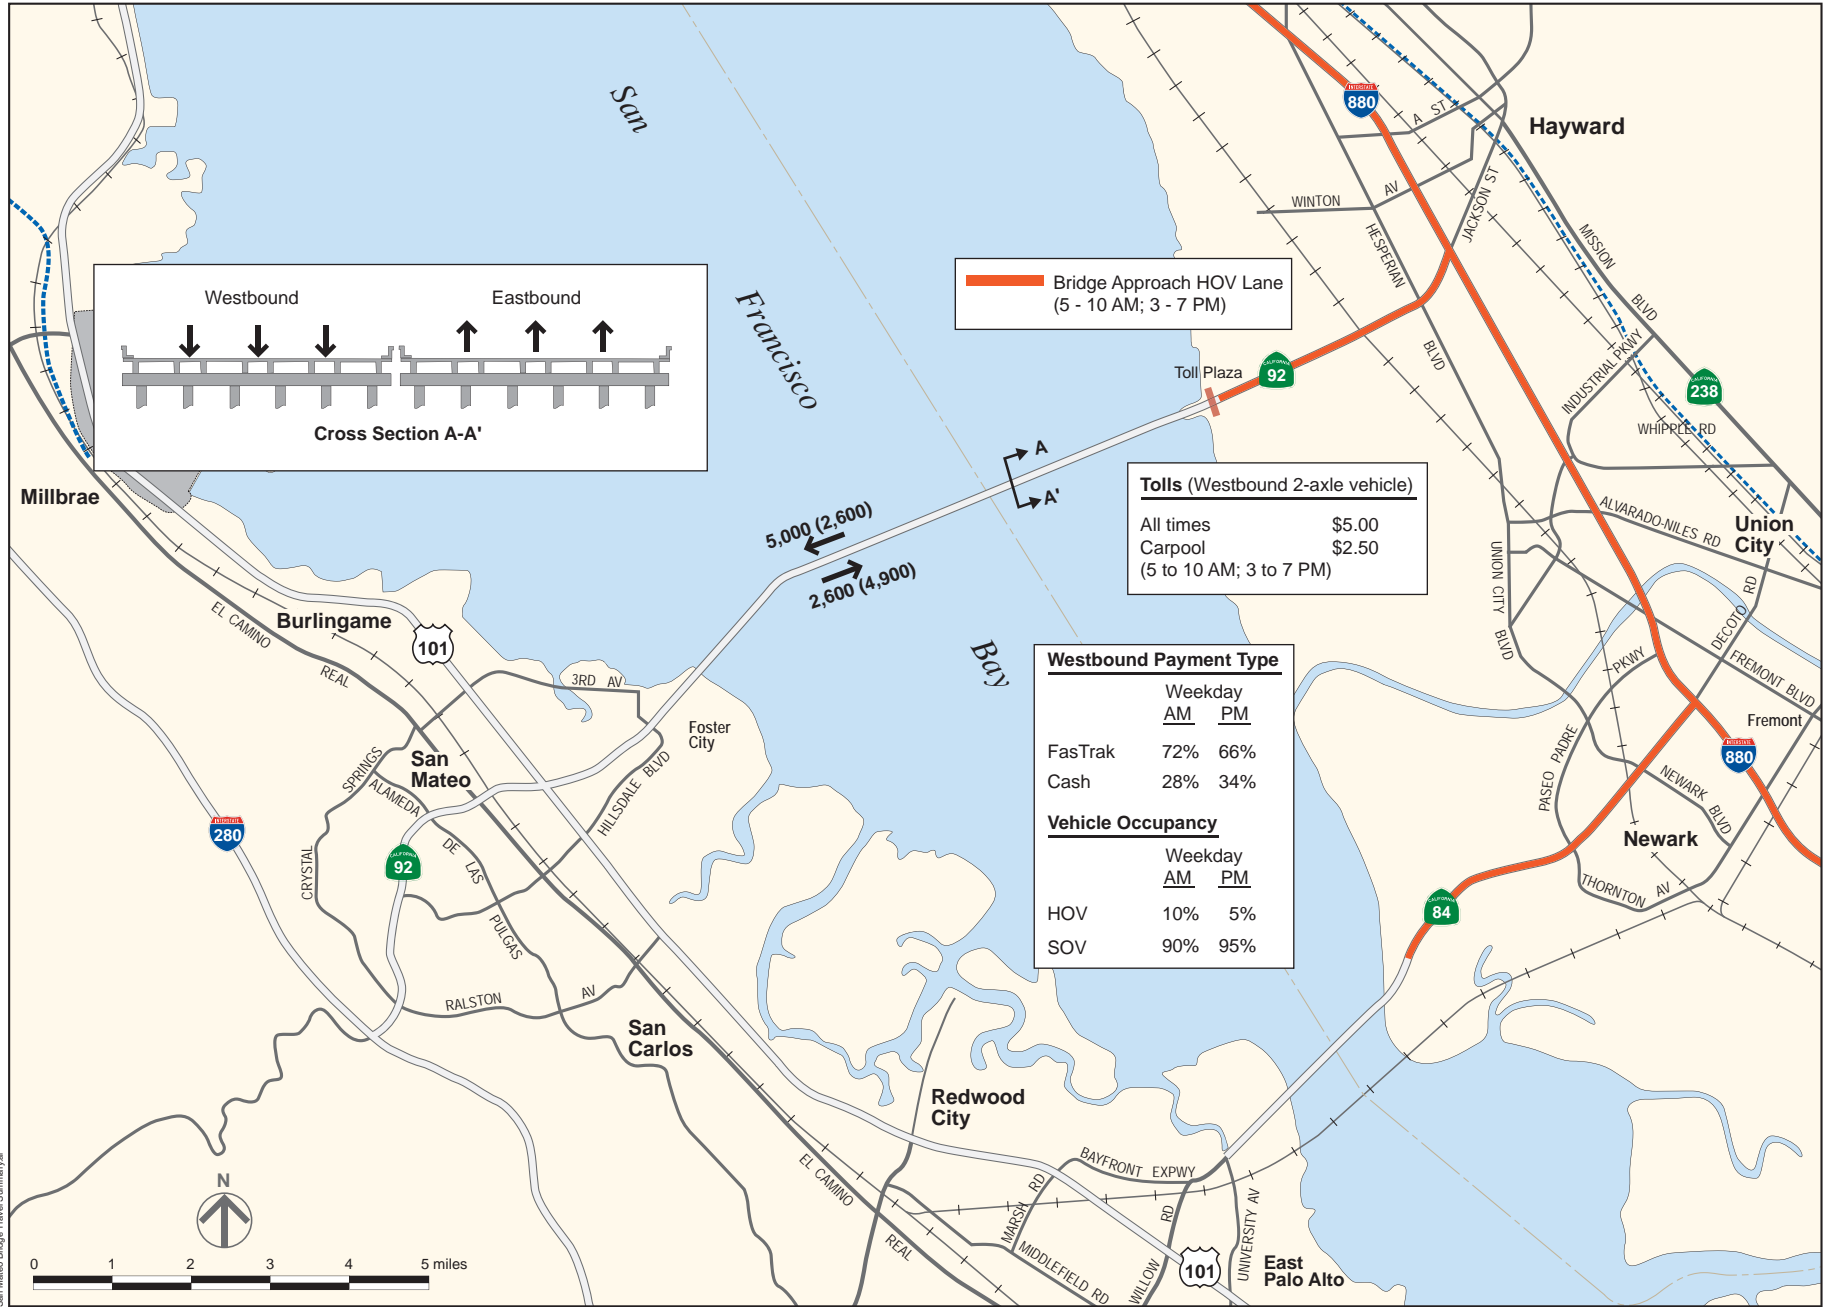 San
Francisco
Bay
INTERSTATE
880
A ST
Hayward
WINTON AV
JACKSON ST
HESPERIAN
BLVD
MISSION
BLVD
Westbound
Eastbound
Cross Section A-A'
Bridge Approach HOV Lane
(5 - 10 AM; 3 - 7 PM)
Toll Plaza
CALIFORNIA
92
INDUSTRIAL PKWY
CALIFORNIA
238
WHIPPLE RD
A
A'
Millbrae
5,000 (2,600)
2,600 (4,900)
Tolls (Westbound 2-axle vehicle)
All times $5.00
Carpool $2.50
(5 to 10 AM; 3 to 7 PM)
ALVARADO-NILES RD
Union
City
UNION CITY
BLVD
DECOTO RD
FREMONT BLVD
PASEO PADRE
PKWY
Fremont
INTERSTATE
880
NEWARK BLVD
Newark
THORNTON AV
CALIFORNIA
84
Burlingame
101
EL CAMINO
REAL
3RD AV
Foster
City
HILLSDALE BLVD
San
Mateo
CRYSTAL
SPRINGS
ALAMEDA
DE LAS
PULGAS
INTERSTATE
280
CALIFORNIA
92
RALSTON AV
San
Carlos
Westbound Payment Type
Weekday
AM PM
FasTrak 72% 66%
Cash 28% 34%
Vehicle Occupancy
Weekday
AM PM
HOV 10% 5%
SOV 90% 95%
Redwood
City
BAYFRONT EXPWY
MARSH RD
MIDDLEFIELD RD
WILLOW RD
UNIVERSITY AV
EL CAMINO
REAL
101
East
Palo Alto
N
0 1 2 3 4 5 miles